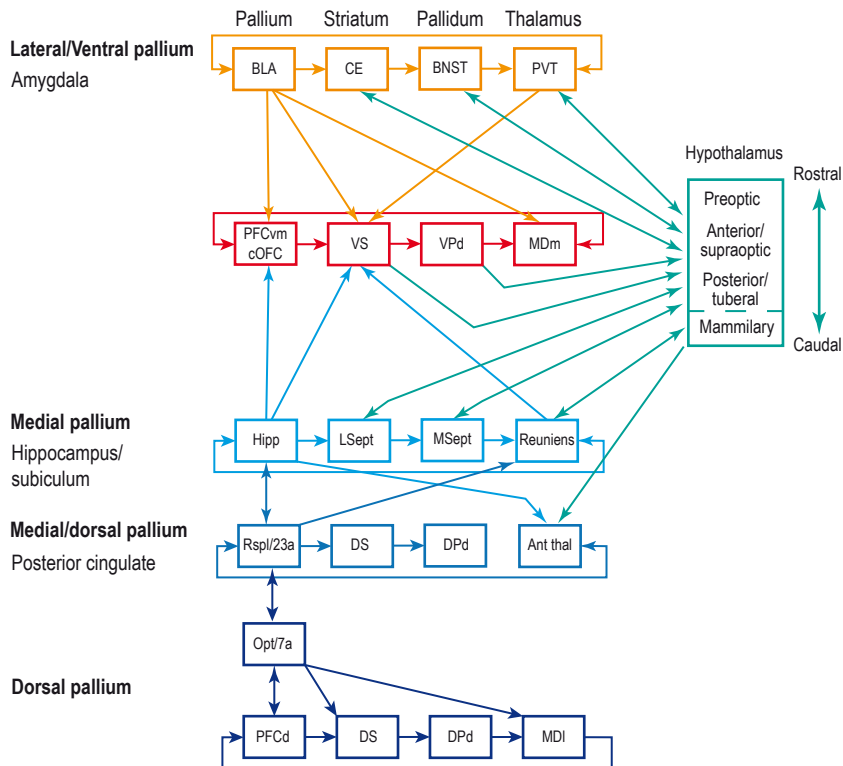 Pallium Striatum Pallidum Thalamus
Lateral/Ventral pallium
Amygdala
BLA CE BNST PVT
Hypothalamus
Rostral
Preoptic
Anterior/
supraoptic
Posterior/
tuberal
Mammilary
Caudal
PFCvm
cOFC
VS VPd MDm
Medial pallium
Hippocampus/
subiculum
Hipp LSept MSept Reuniens
Medial/dorsal pallium
Posterior cingulate
Rspl/23a DS DPd Ant thal
Opt/7a
Dorsal pallium
PFCd DS DPd MDl